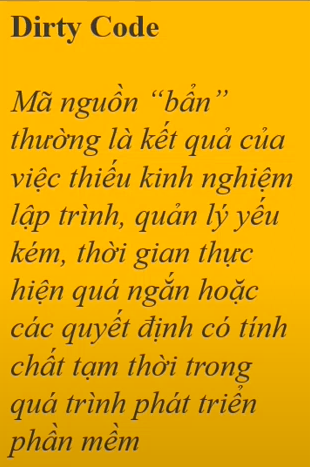 Dirty Code
Mã nguồn “bẩn”
thường là kết quả của
việc thiếu kinh nghiệm
lập trình, quản lý yếu
kém, thời gian thực
hiện quá ngắn hoặc
các quyết định có tính
chất tạm thời trong
quá trình phát triển
phần mềm